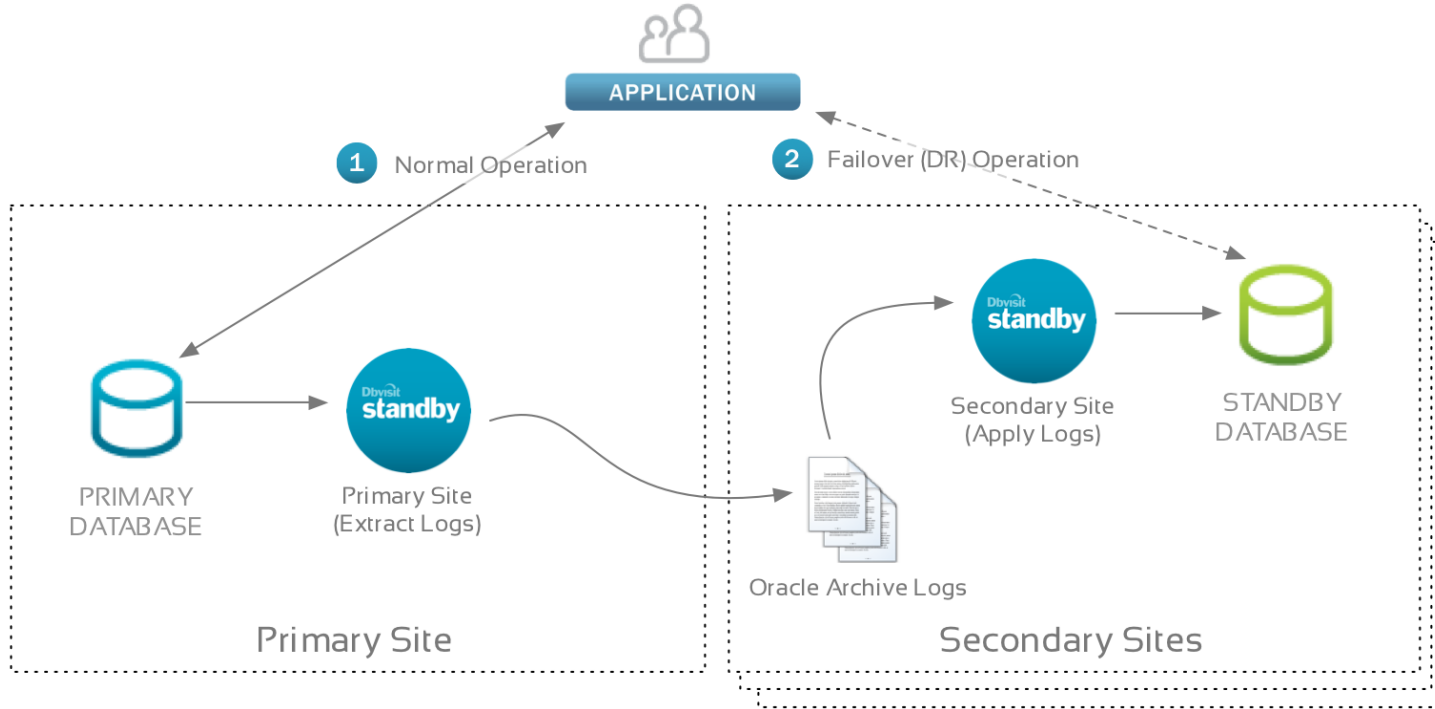 APPLICATION
1 Normal Operation
2 Failover (DR) Operation
Dbvisit
standby
Secondary Site
(Apply Logs)
STANDBY
DATABASE
Dbvisit
standby
PRIMARY
DATABASE
Primary Site
(Extract Logs)
Oracle Archive Logs
Primary Site
Secondary Sites